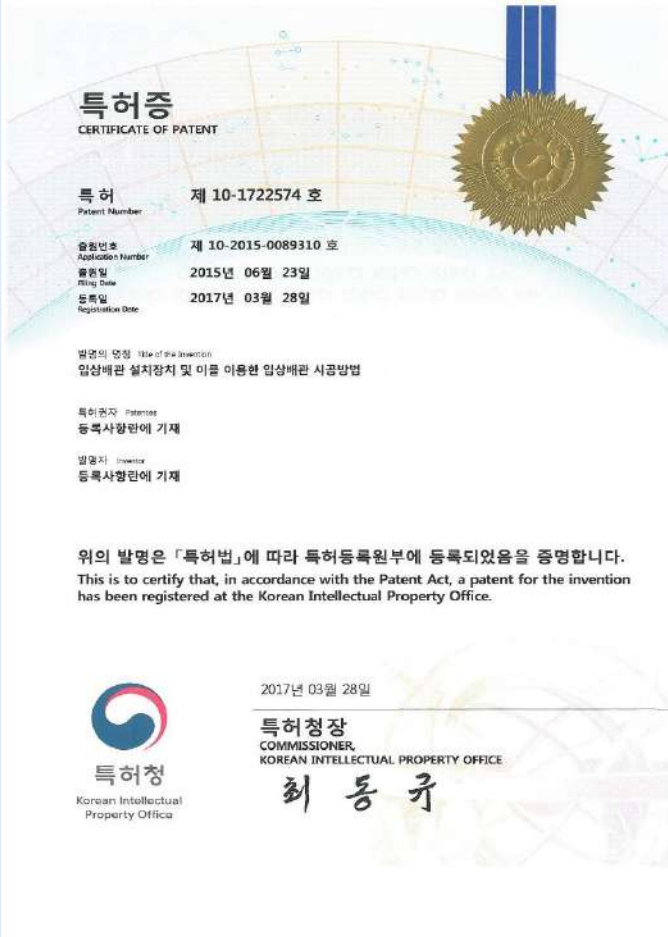 특허증
CERTIFICATE OF PATENT
특 허 제 10-1722574 호
Patent Number
출원번호 제 10-2015-0089310 호
Application Number
출원일 2015년 06월 23일
Filing Date
등록일 2017년 03월 28일
Registration Date
발명의 명칭 Title of the Invention
입상배관 설치장치 및 이를 이용한 입상배관 시공방법
특허권자 Patentee
등록사항란에 기재
발명자 Inventor
등록사항란에 기재
위의 발명은 「특허법」에 따라 특허등록원부에 등록되었음을 증명합니다.
This is to certify that, in accordance with the Patent Act, a patent for the invention
has been registered at the Korean Intellectual Property Office.
2017년 03월 28일
특허청장
COMMISSIONER,
KOREAN INTELLECTUAL PROPERTY OFFICE
최 동 규
특허청
Korean Intellectual
Property Office